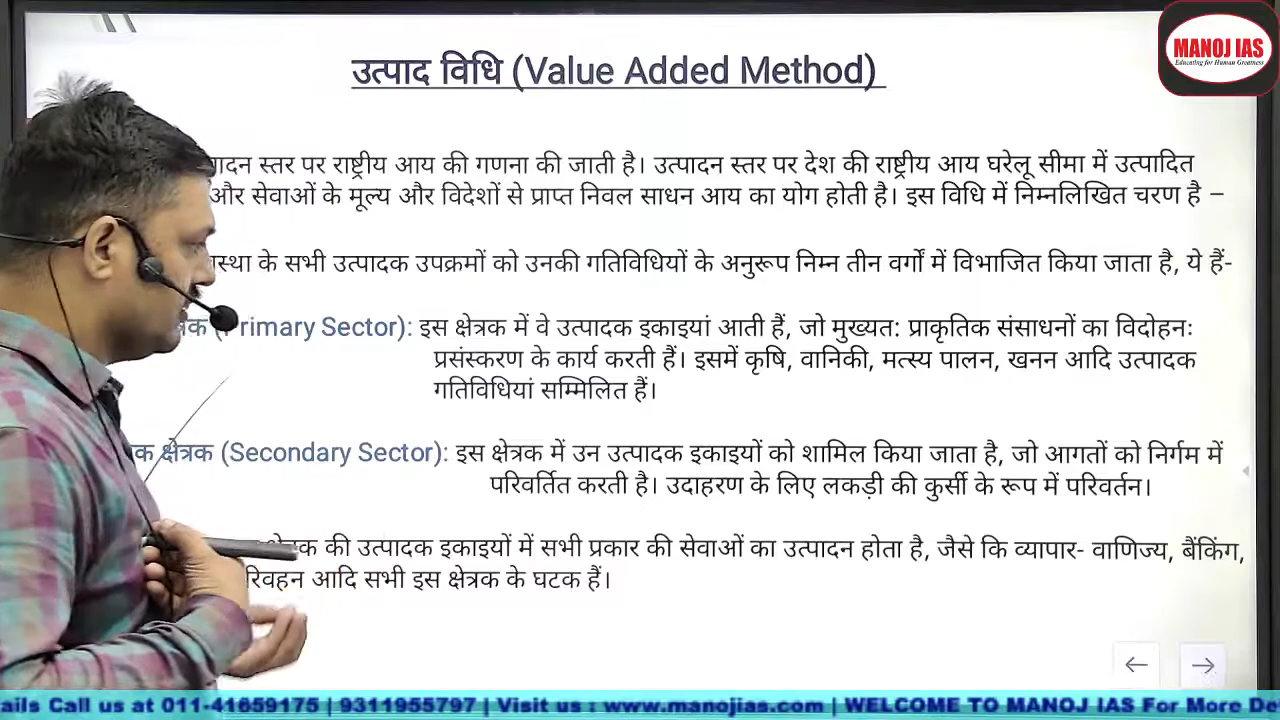 MANOJ IAS
Educating for Human Greatness
उत्पाद विधि (Value Added Method)
स्तर पर राष्ट्रीय आय की गणना की जाती है। उत्पादन स्तर पर देश की राष्ट्रीय आय घरेलू सीमा में उत्पादित
और सेवाओं के मूल्य और विदेशों से प्राप्त निवल साधन आय का योग होती है। इस विधि में निम्नलिखित चरण है –
के सभी उत्पादक उपक्रमों को उनकी गतिविधियों के अनुरूप निम्न तीन वर्गों में विभाजित किया जाता है, ये हैं-
(Primary Sector): इस क्षेत्रक में वे उत्पादक इकाइयां आती हैं, जो मुख्यत: प्राकृतिक संसाधनों का विदोहनः
प्रसंस्करण के कार्य करती हैं। इसमें कृषि, वानिकी, मत्स्य पालन, खनन आदि उत्पादक
गतिविधियां सम्मिलित हैं।
क्षेत्रक (Secondary Sector): इस क्षेत्रक में उन उत्पादक इकाइयों को शामिल किया जाता है, जो आगतों को निर्गम में
परिवर्तित करती है। उदाहरण के लिए लकड़ी की कुर्सी के रूप में परिवर्तन।
की उत्पादक इकाइयों में सभी प्रकार की सेवाओं का उत्पादन होता है, जैसे कि व्यापार- वाणिज्य, बैंकिंग,
आदि सभी इस क्षेत्रक के घटक हैं।
ails Call us at 011-41659175 | 9311955797 | Visit us : www.manojias.com | WELCOME TO MANOJ IAS For More De